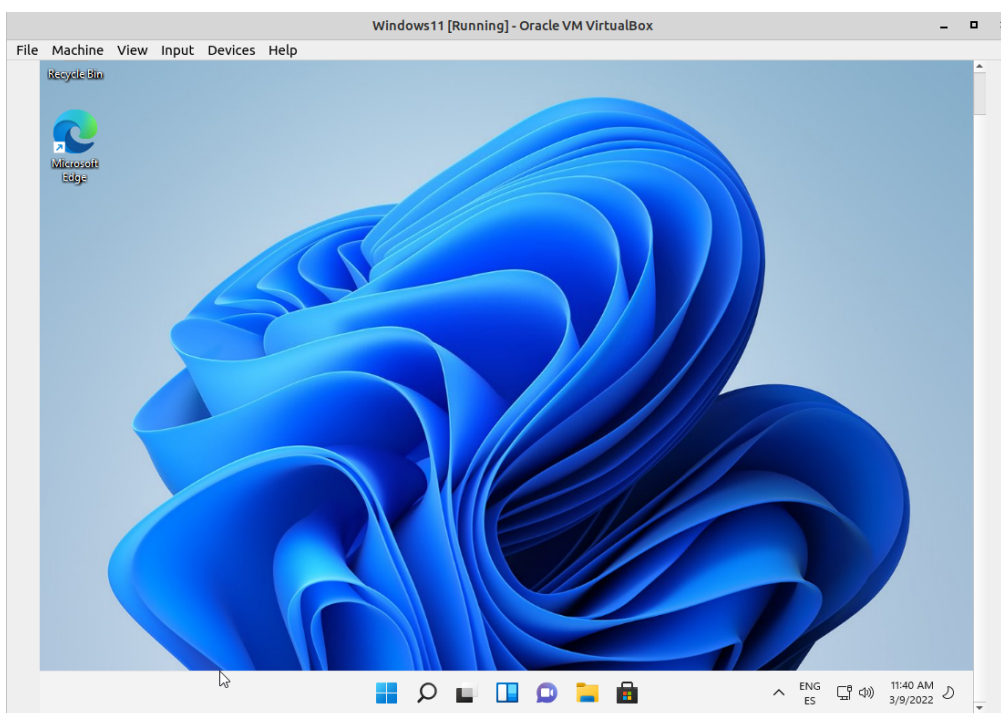 Windows11 [Running] - Oracle VM VirtualBox
File Machine View Input Devices Help
Recycle Bin
Microsoft
Edge
ENG
ES
11:40 AM
3/9/2022